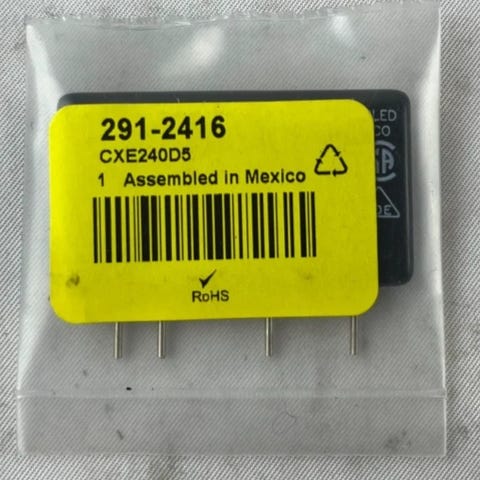 291-2416
CXE240D5
1 Assembled in Mexico
RoHS